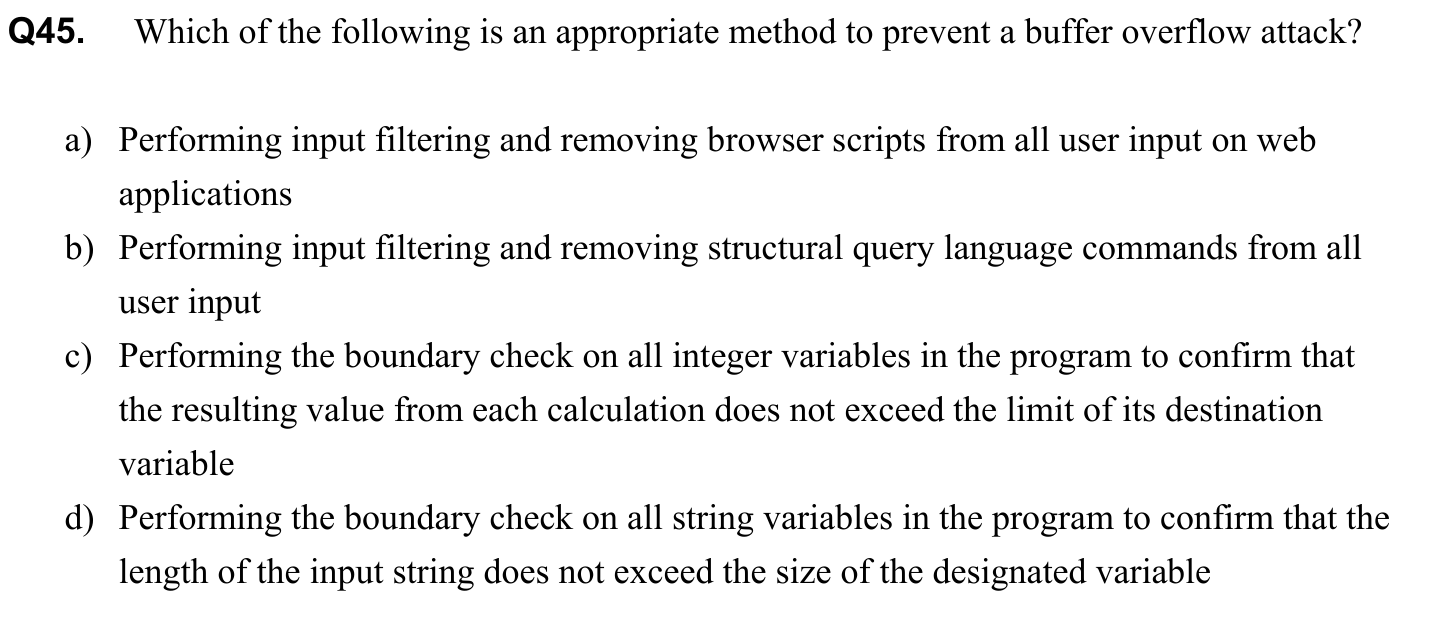 Q45. Which of the following is an appropriate method to prevent a buffer overflow attack?
a) Performing input filtering and removing browser scripts from all user input on web
applications
b) Performing input filtering and removing structural query language commands from all
user input
c) Performing the boundary check on all integer variables in the program to confirm that
the resulting value from each calculation does not exceed the limit of its destination
variable
d) Performing the boundary check on all string variables in the program to confirm that the
length of the input string does not exceed the size of the designated variable